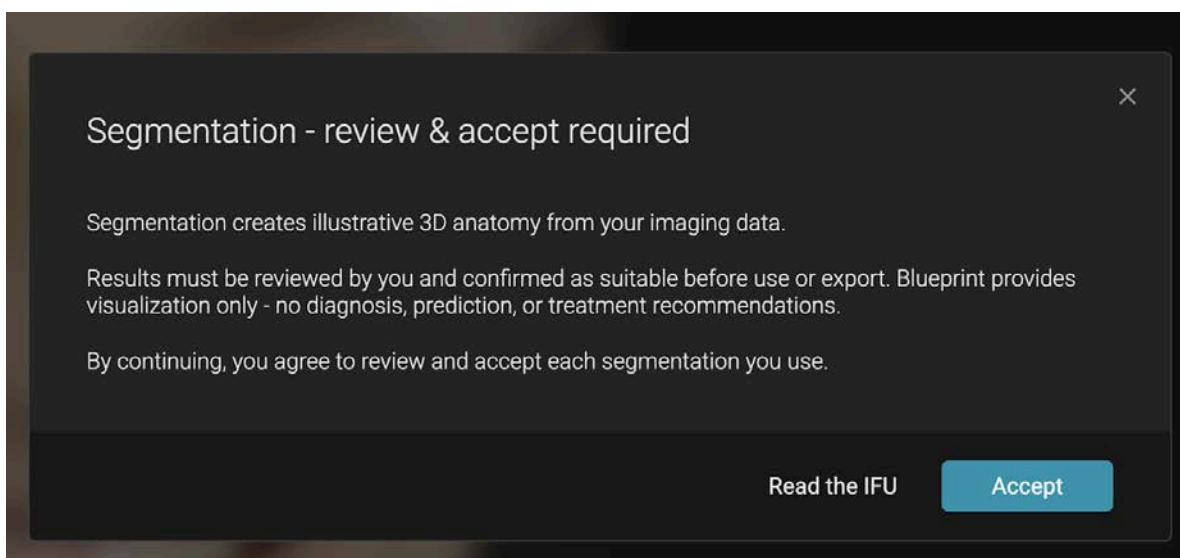 Segmentation - review & accept required
Segmentation creates illustrative 3D anatomy from your imaging data.
Results must be reviewed by you and confirmed as suitable before use or export. Blueprint provides
visualization only - no diagnosis, prediction, or treatment recommendations.
By continuing, you agree to review and accept each segmentation you use.
Read the IFU
Accept